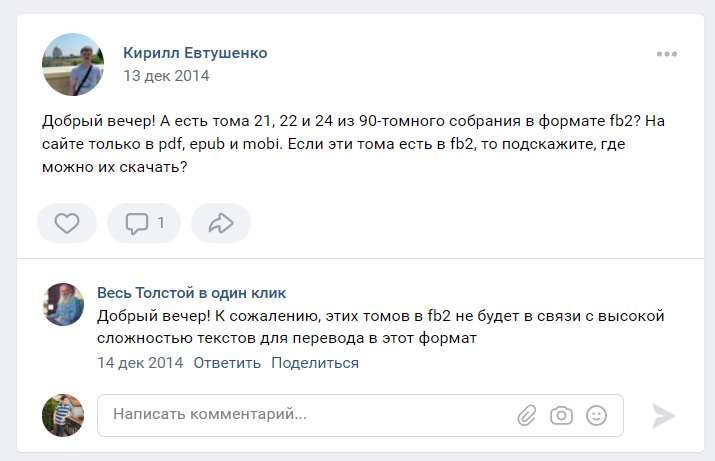 Кирилл Евтушенко
13 дек 2014
Добрый вечер! А есть тома 21, 22 и 24 из 90-томного собрания в формате fb2? На
сайте только в pdf, epub и mobi. Если эти тома есть в fb2, то подскажите, где
можно их скачать?
1
Весь Толстой в один клик
Добрый вечер! К сожалению, этих томов в fb2 не будет в связи с высокой
сложностью текстов для перевода в этот формат
14 дек 2014 Ответить Поделиться
Написать комментарий...